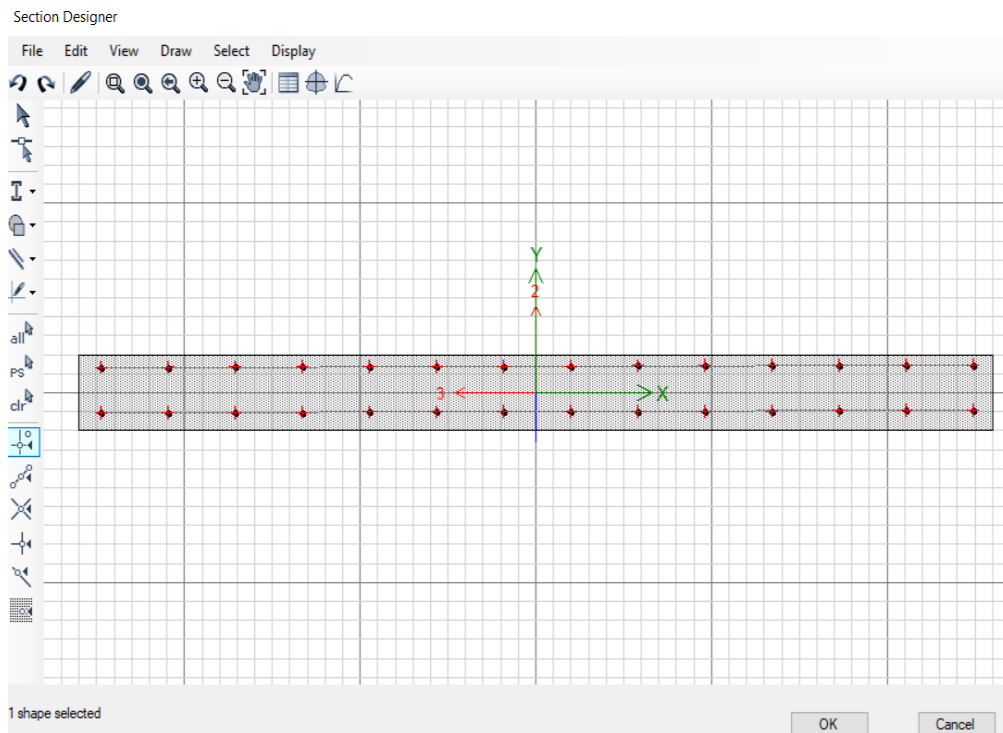 Section Designer
File Edit View Draw Select Display
Y
2
3
X
all
PS
clr
1 shape selected
OK Cancel